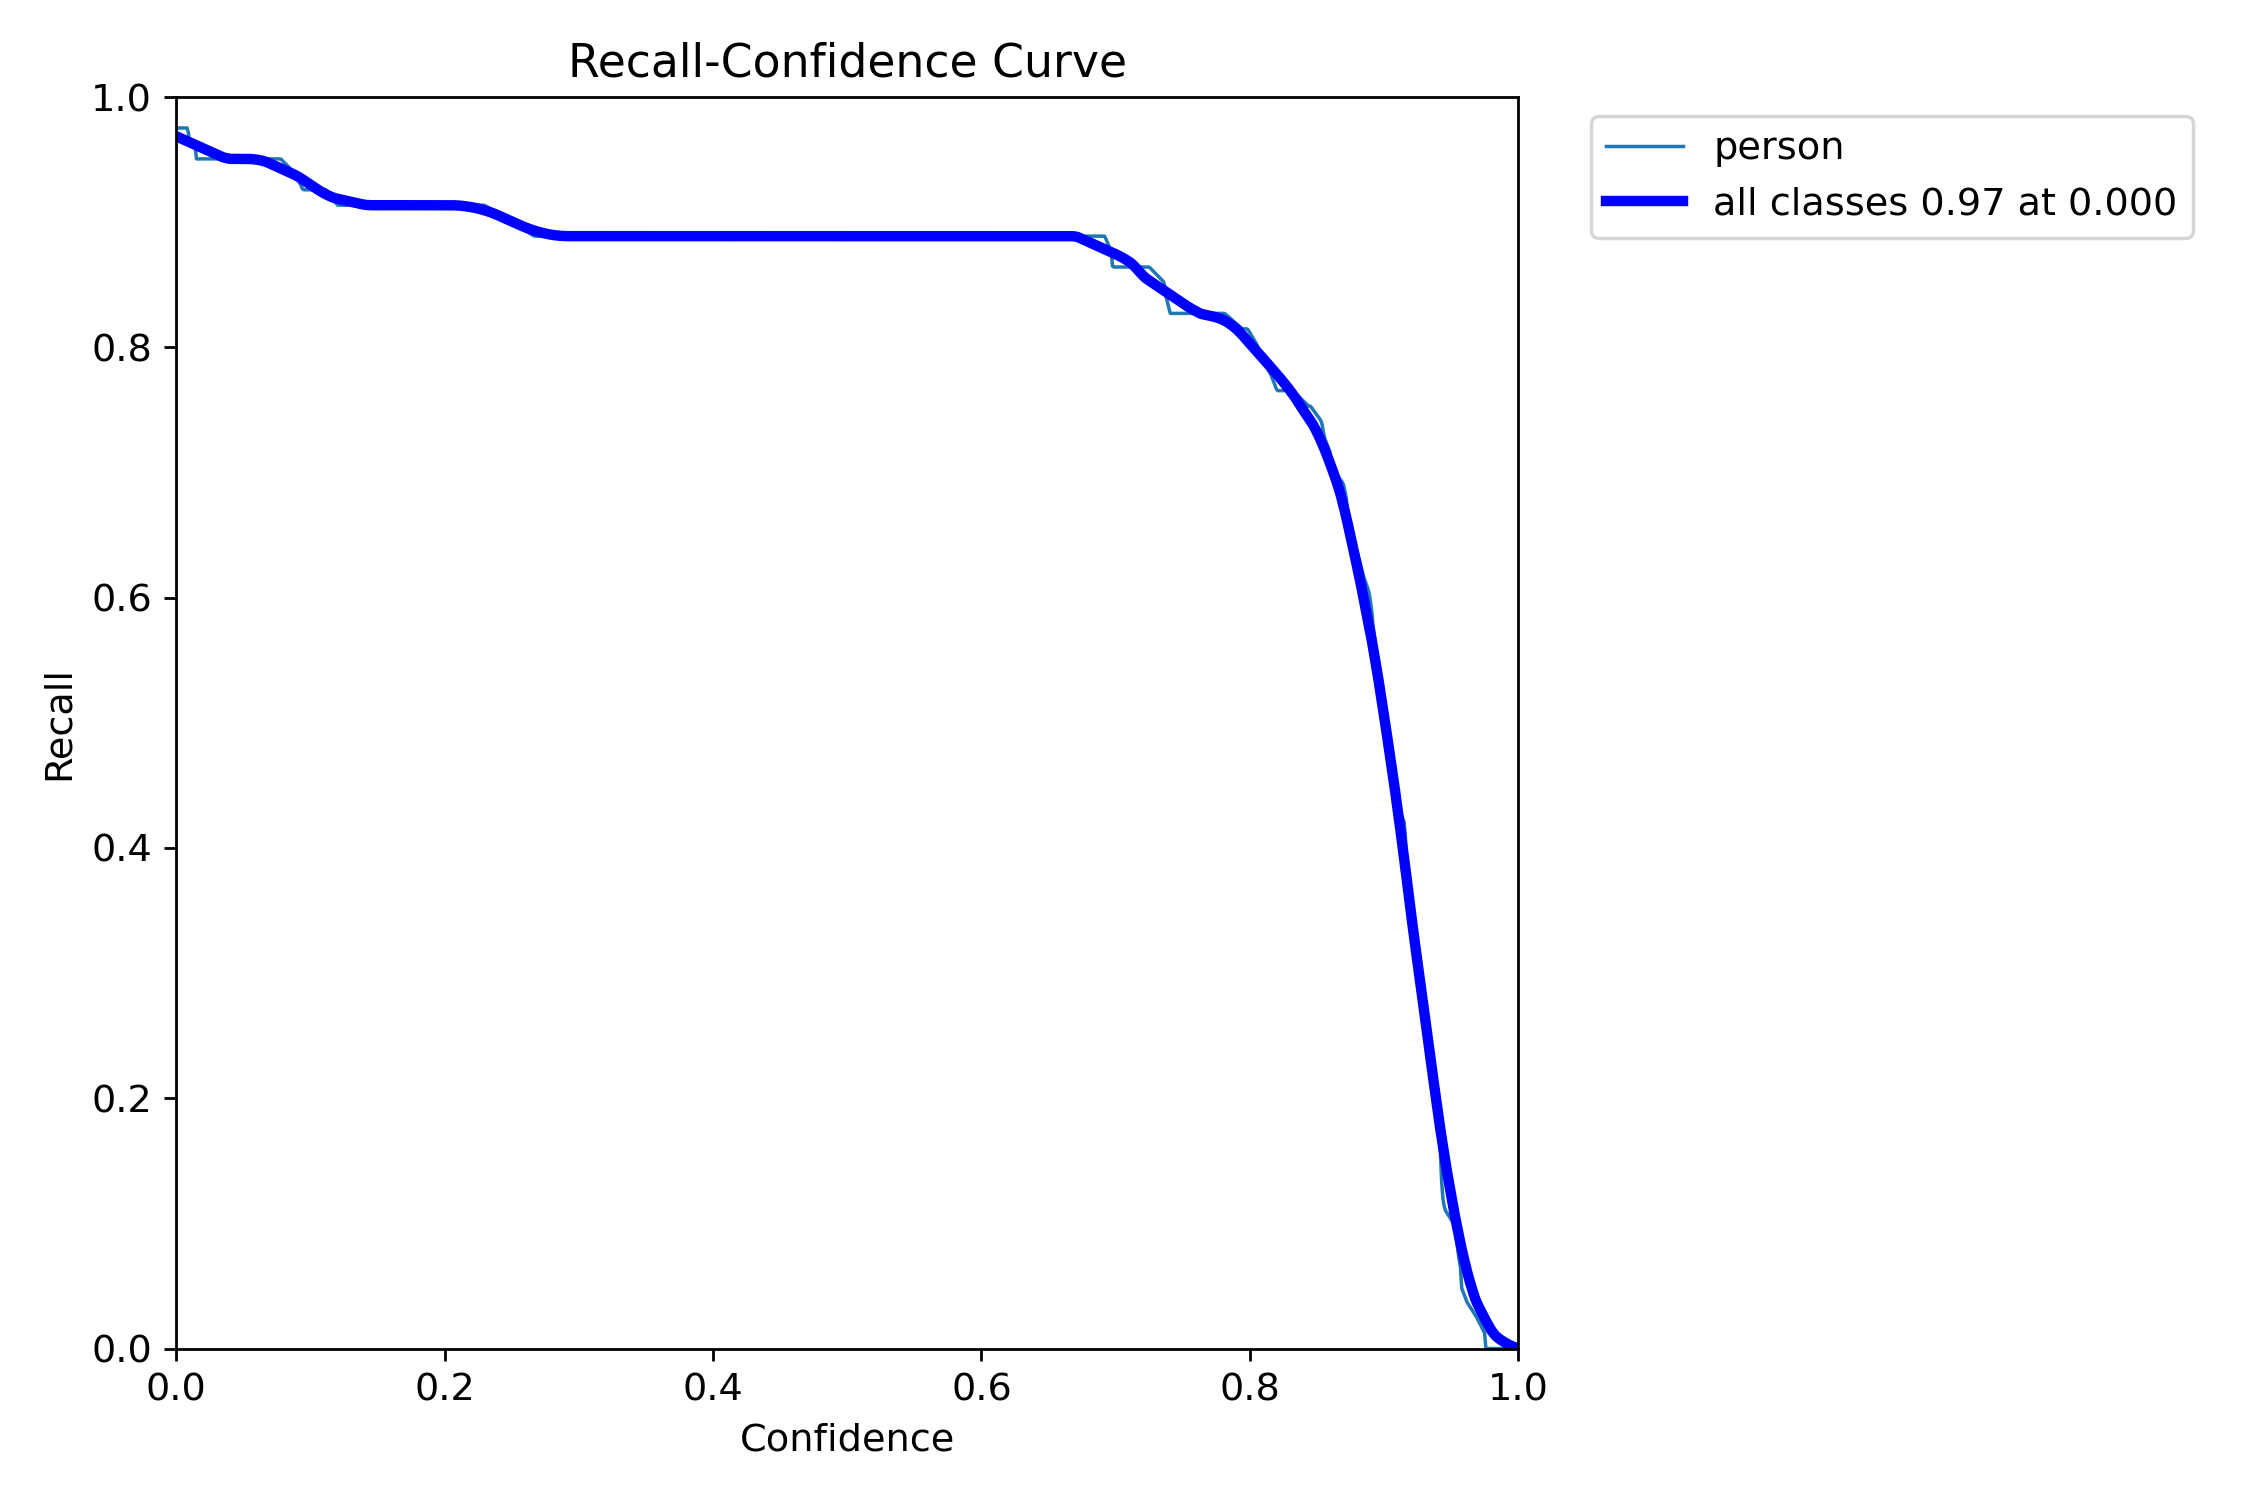 Recall-Confidence Curve
1.0
0.8
0.6
0.4
0.2
0.0
Recall
0.0 0.2 0.4 0.6 0.8 1.0
Confidence
person
all classes 0.97 at 0.000